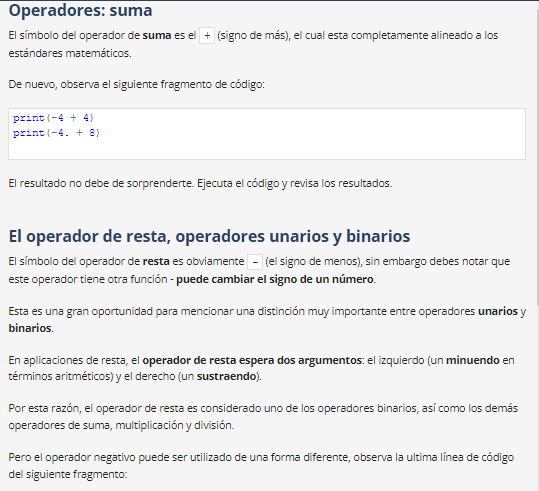 Operadores: suma
El símbolo del operador de suma es el + (signo de más), el cual esta completamente alineado a los
estándares matemáticos.
De nuevo, observa el siguiente fragmento de código:
print(-4 + 4)
print(-4. + 8)
El resultado no debe de sorprenderte. Ejecuta el código y revisa los resultados.
El operador de resta, operadores unarios y binarios
El símbolo del operador de resta es obviamente - (el signo de menos), sin embargo debes notar que
este operador tiene otra función - puede cambiar el signo de un número.
Esta es una gran oportunidad para mencionar una distinción muy importante entre operadores unarios y
binarios.
En aplicaciones de resta, el operador de resta espera dos argumentos: el izquierdo (un minuendo en
términos aritméticos) y el derecho (un sustraendo).
Por esta razón, el operador de resta es considerado uno de los operadores binarios, así como los demás
operadores de suma, multiplicación y división.
Pero el operador negativo puede ser utilizado de una forma diferente, observa la ultima línea de código
del siguiente fragmento: